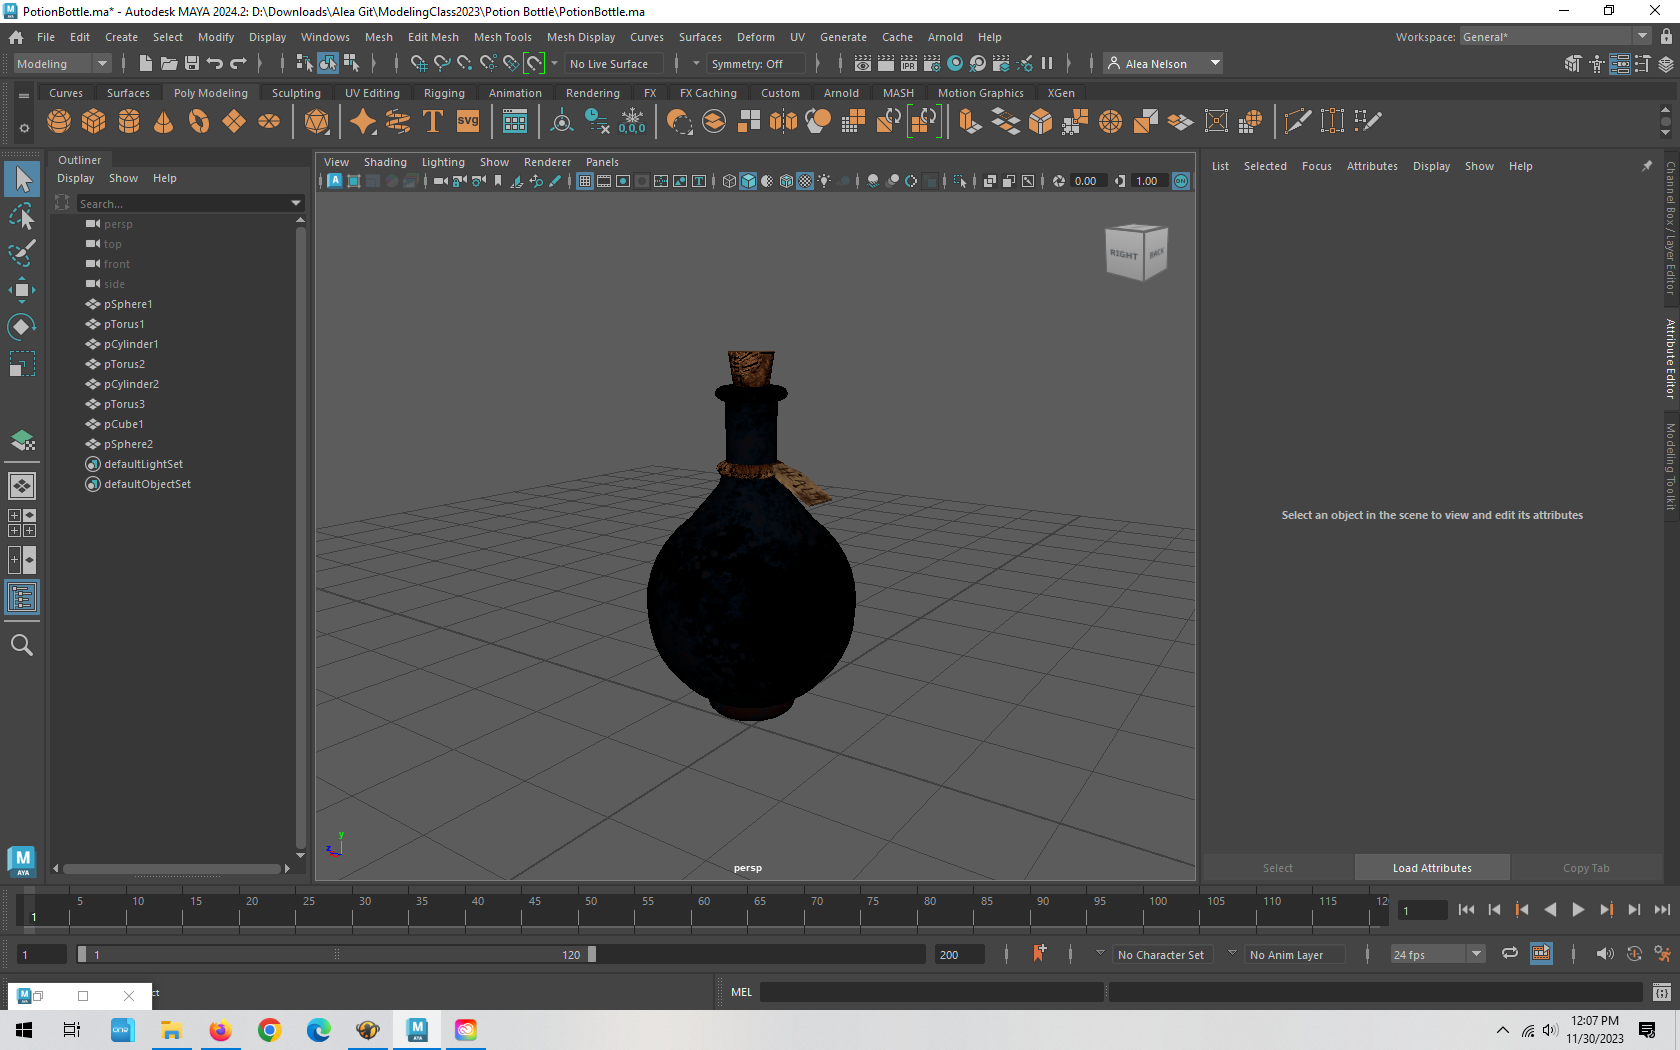 PotionBottle.ma* - Autodesk MAYA 2024.2: D:\Downloads\Alea Git\ModelingClass2023\Potion Bottle\PotionBottle.ma
File Edit Create Select Modify Display Windows Mesh Edit Mesh Mesh Tools Mesh Display Curves Surfaces Deform UV Generate Cache Arnold Help
Workspace: General*
Modeling
No Live Surface
Symmetry: Off
Alea Nelson
Curves Surfaces Poly Modeling Sculpting UV Editing Rigging Animation Rendering FX FX Caching Custom Arnold MASH Motion Graphics XGen
T
svg
0,0,0
Outliner
Display Show Help
Search...
persp
top
front
side
pSphere1
pTorus1
pCylinder1
pTorus2
pCylinder2
pTorus3
pCube1
pSphere2
defaultLightSet
defaultObjectSet
View Shading Lighting Show Renderer Panels
0.00
1.00
ON
RIGHT
BACK
y
z
persp
List Selected Focus Attributes Display Show Help
Channel Box / Layer Editor
Attribute Editor
Modeling Toolkit
Select an object in the scene to view and edit its attributes
Select
Load Attributes
Copy Tab
M
AYA
5 10 15 20 25 30 35 40 45 50 55 60 65 70 75 80 85 90 95 100 105 110 115 12
1
1
1
1
120
200
No Character Set
No Anim Layer
24 fps
ct
MEL
one
M
AYA
12:07 PM
11/30/2023